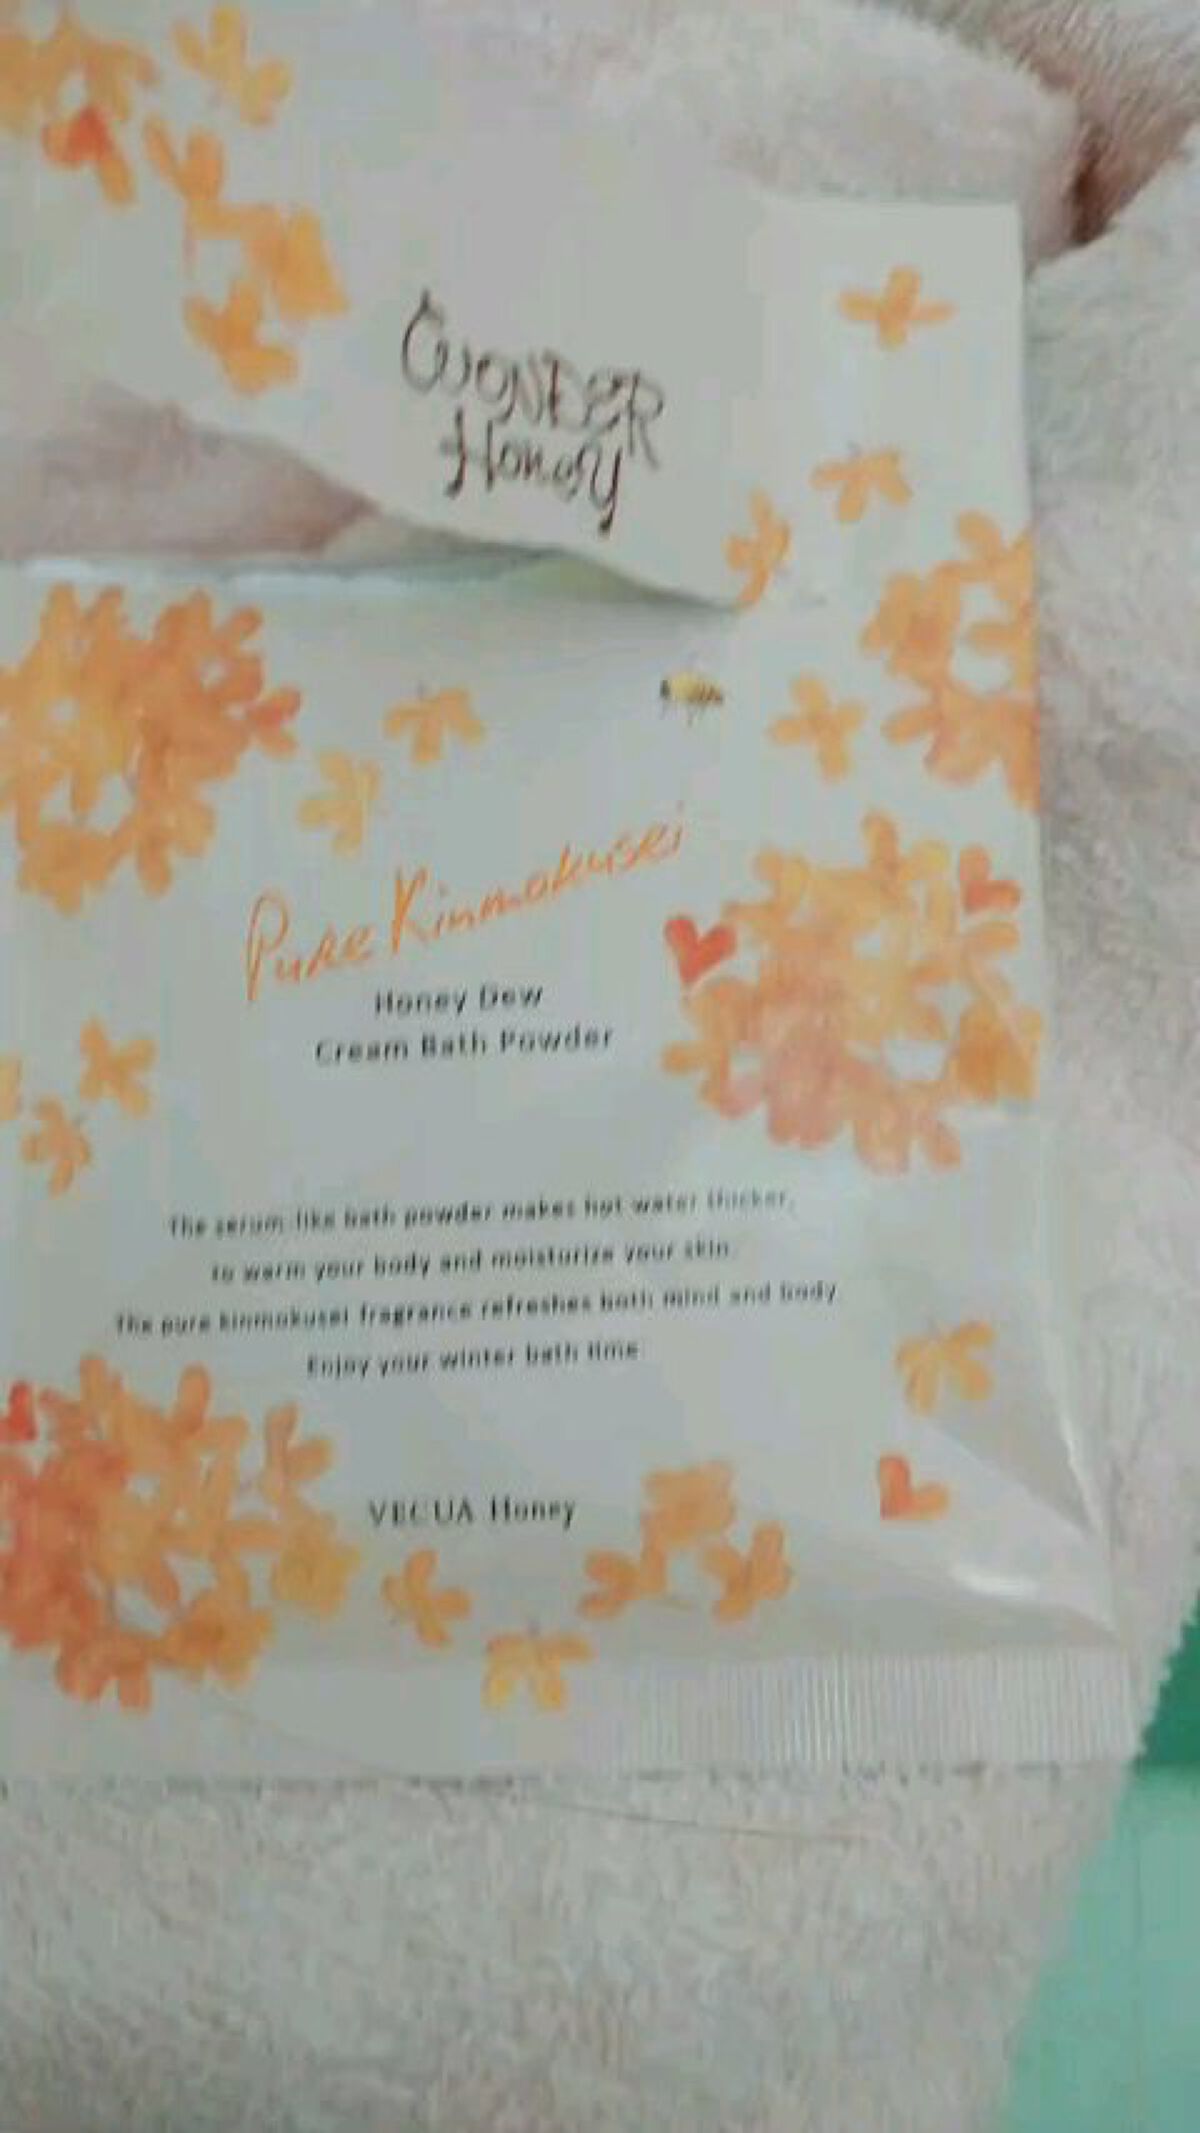 WONDER
Honey
Pure Kinmokusei
Honey Dew
Cream Bath Powder
The serum-like bath powder makes hot water thicker,
to warm your body and moisturize your skin.
The pure kinmokusei fragrance refreshes both mind and body.
Enjoy your winter bath time.
VECUA Honey